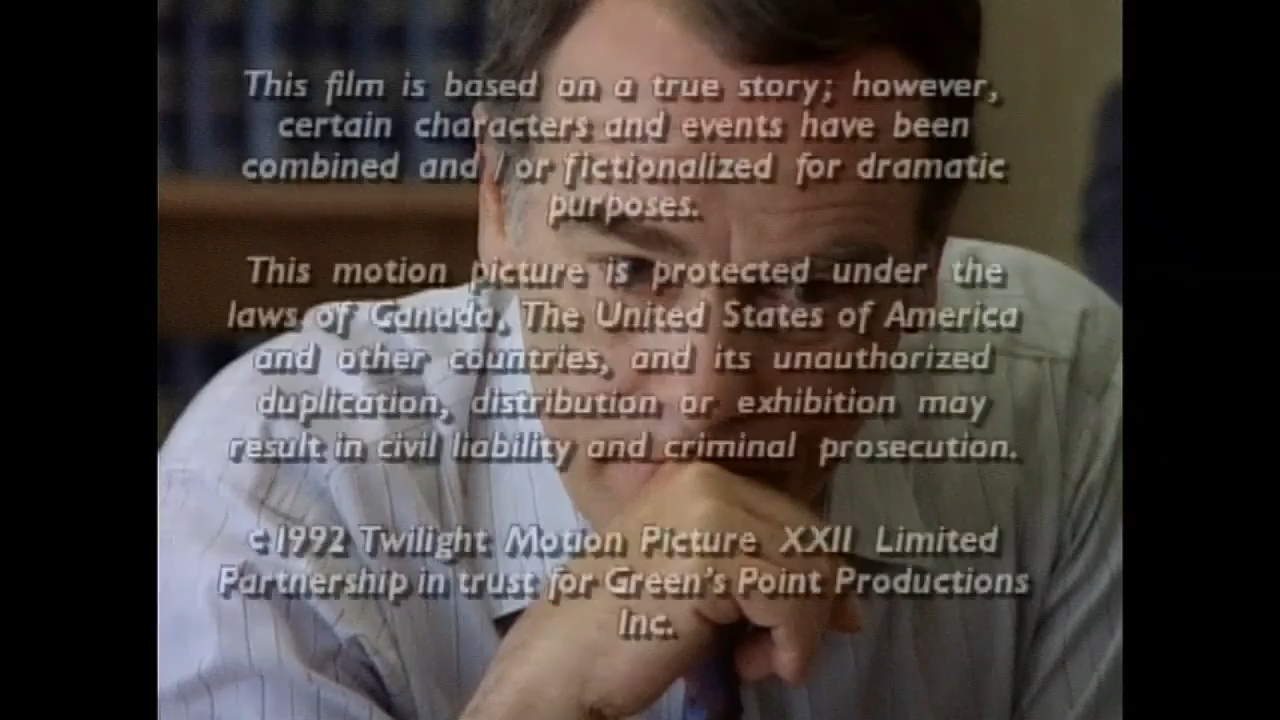 This film is based on a true story; however,
certain characters and events have been
combined and / or fictionalized for dramatic
purposes.
This motion picture is protected under the
laws of Canada, The United States of America
and other countries, and its unauthorized
duplication, distribution or exhibition may
result in civil liability and criminal prosecution.
c1992 Twilight Motion Picture XXII Limited
Partnership in trust for Green's Point Productions
Inc.